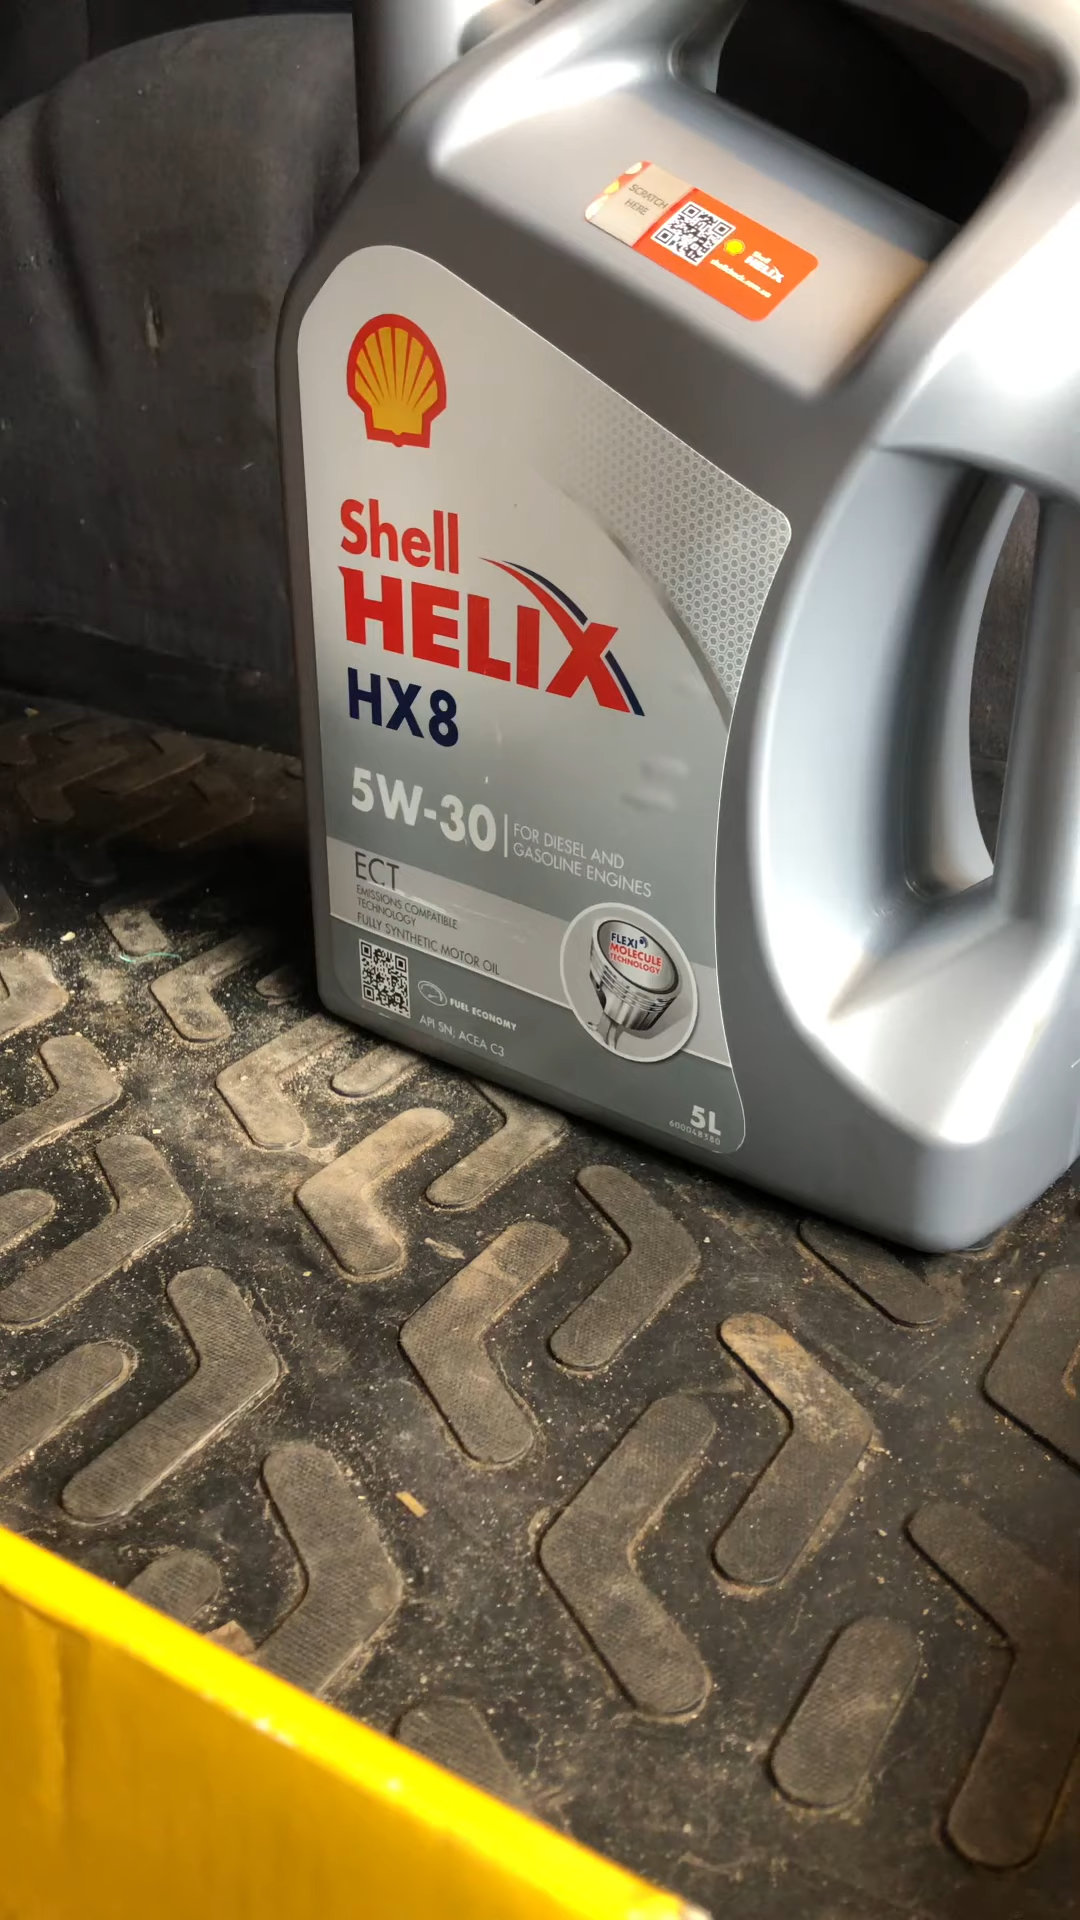 SCRATCH
HERE
Shell
HELIX
Shell
HELIX
HX8
5W-30
FOR DIESEL AND
GASOLINE ENGINES
ECT
EMISSIONS COMPATIBLE
TECHNOLOGY
FULLY SYNTHETIC MOTOR OIL
FLEXI
MOLECULE
TECHNOLOGY
FUEL ECONOMY
API SN, ACEA C3
5L